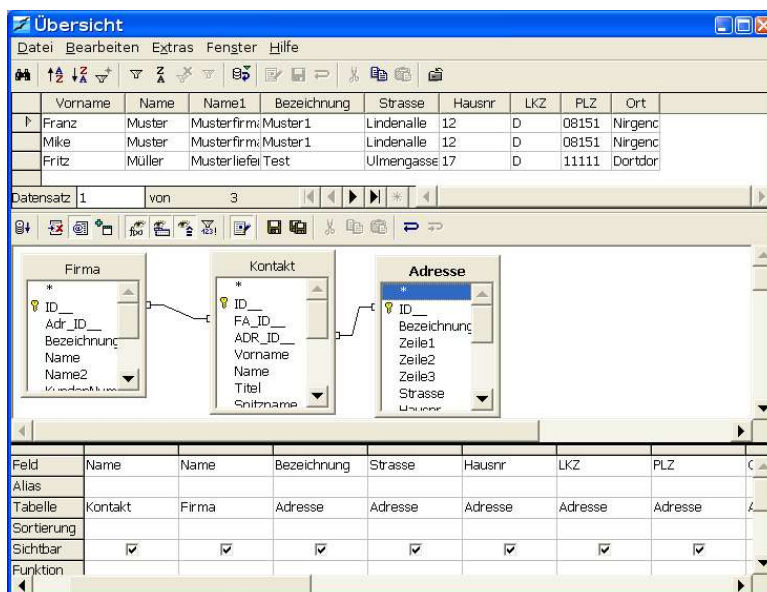 Übersicht
Datei Bearbeiten Extras Fenster Hilfe
Vorname Name Name1 Bezeichnung Strasse Hausnr LKZ PLZ Ort
Franz Muster Musterfirma Muster1 Lindenalle 12 D 08151 Nirgenc
Mike Muster Musterfirma Muster1 Lindenalle 12 D 08151 Nirgenc
Fritz Müller Musterliefei Test Ulmengasse 17 D 11111 Dortdor
Datensatz 1 von 3
Firma
*
ID__
Adr_ID__
Bezeichnung
Name
Name2
Kontakt
*
ID__
FA_ID__
ADR_ID__
Vorname
Name
Titel
Spitzname
Adresse
*
ID__
Bezeichnung
Zeile1
Zeile2
Zeile3
Strasse
Hausnr
Feld Name Name Bezeichnung Strasse Hausnr LKZ PLZ
Alias
Tabelle Kontakt Firma Adresse Adresse Adresse Adresse Adresse
Sortierung
Sichtbar
Funktion